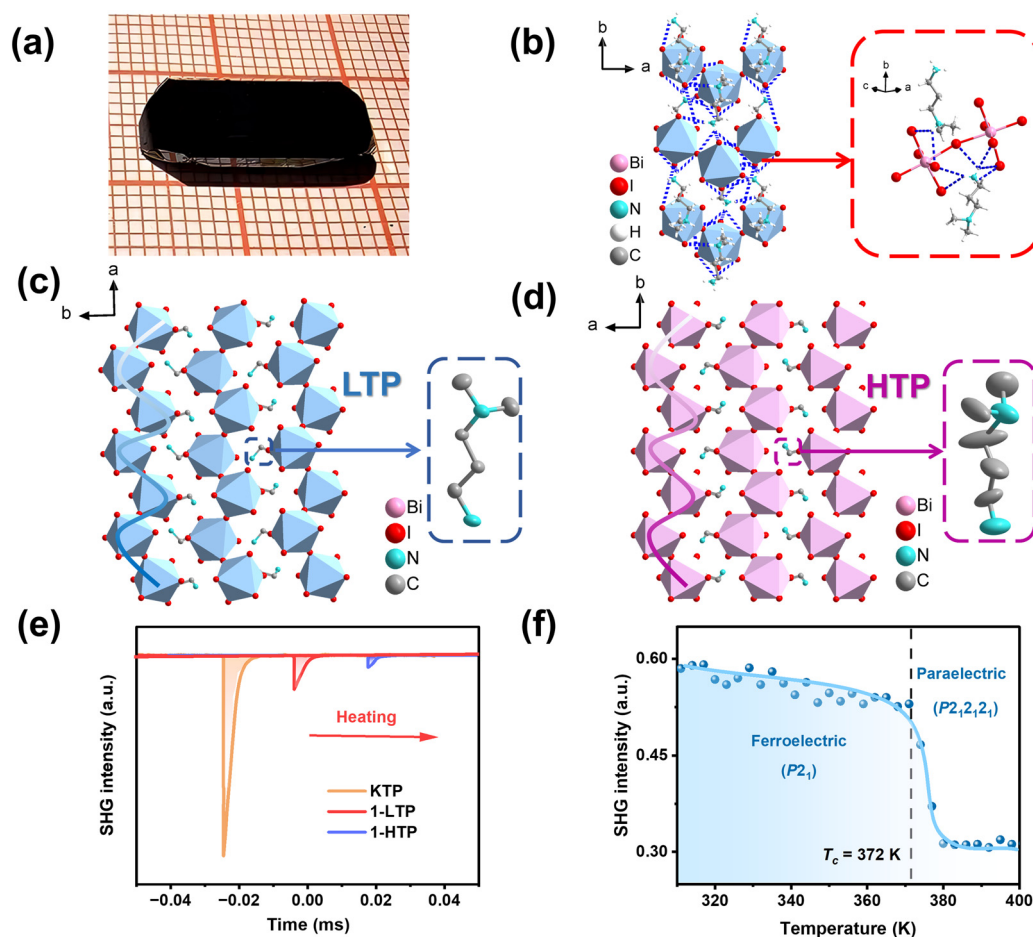 (a)
(b)
b
a
b
c
a
Bi
I
N
H
C
(c)
a
b
LTP
Bi
I
N
C
(d)
b
a
HTP
Bi
I
N
C
(e)
SHG intensity (a.u.)
Heating
KTP
1-LTP
1-HTP
−0.04 −0.02 0.00 0.02 0.04
Time (ms)
(f)
SHG intensity (a.u.)
0.60
0.45
0.30
Paraelectric
(P2₁2₁2₁)
Ferroelectric
(P2₁)
Tc = 372 K
320 340 360 380 400
Temperature (K)